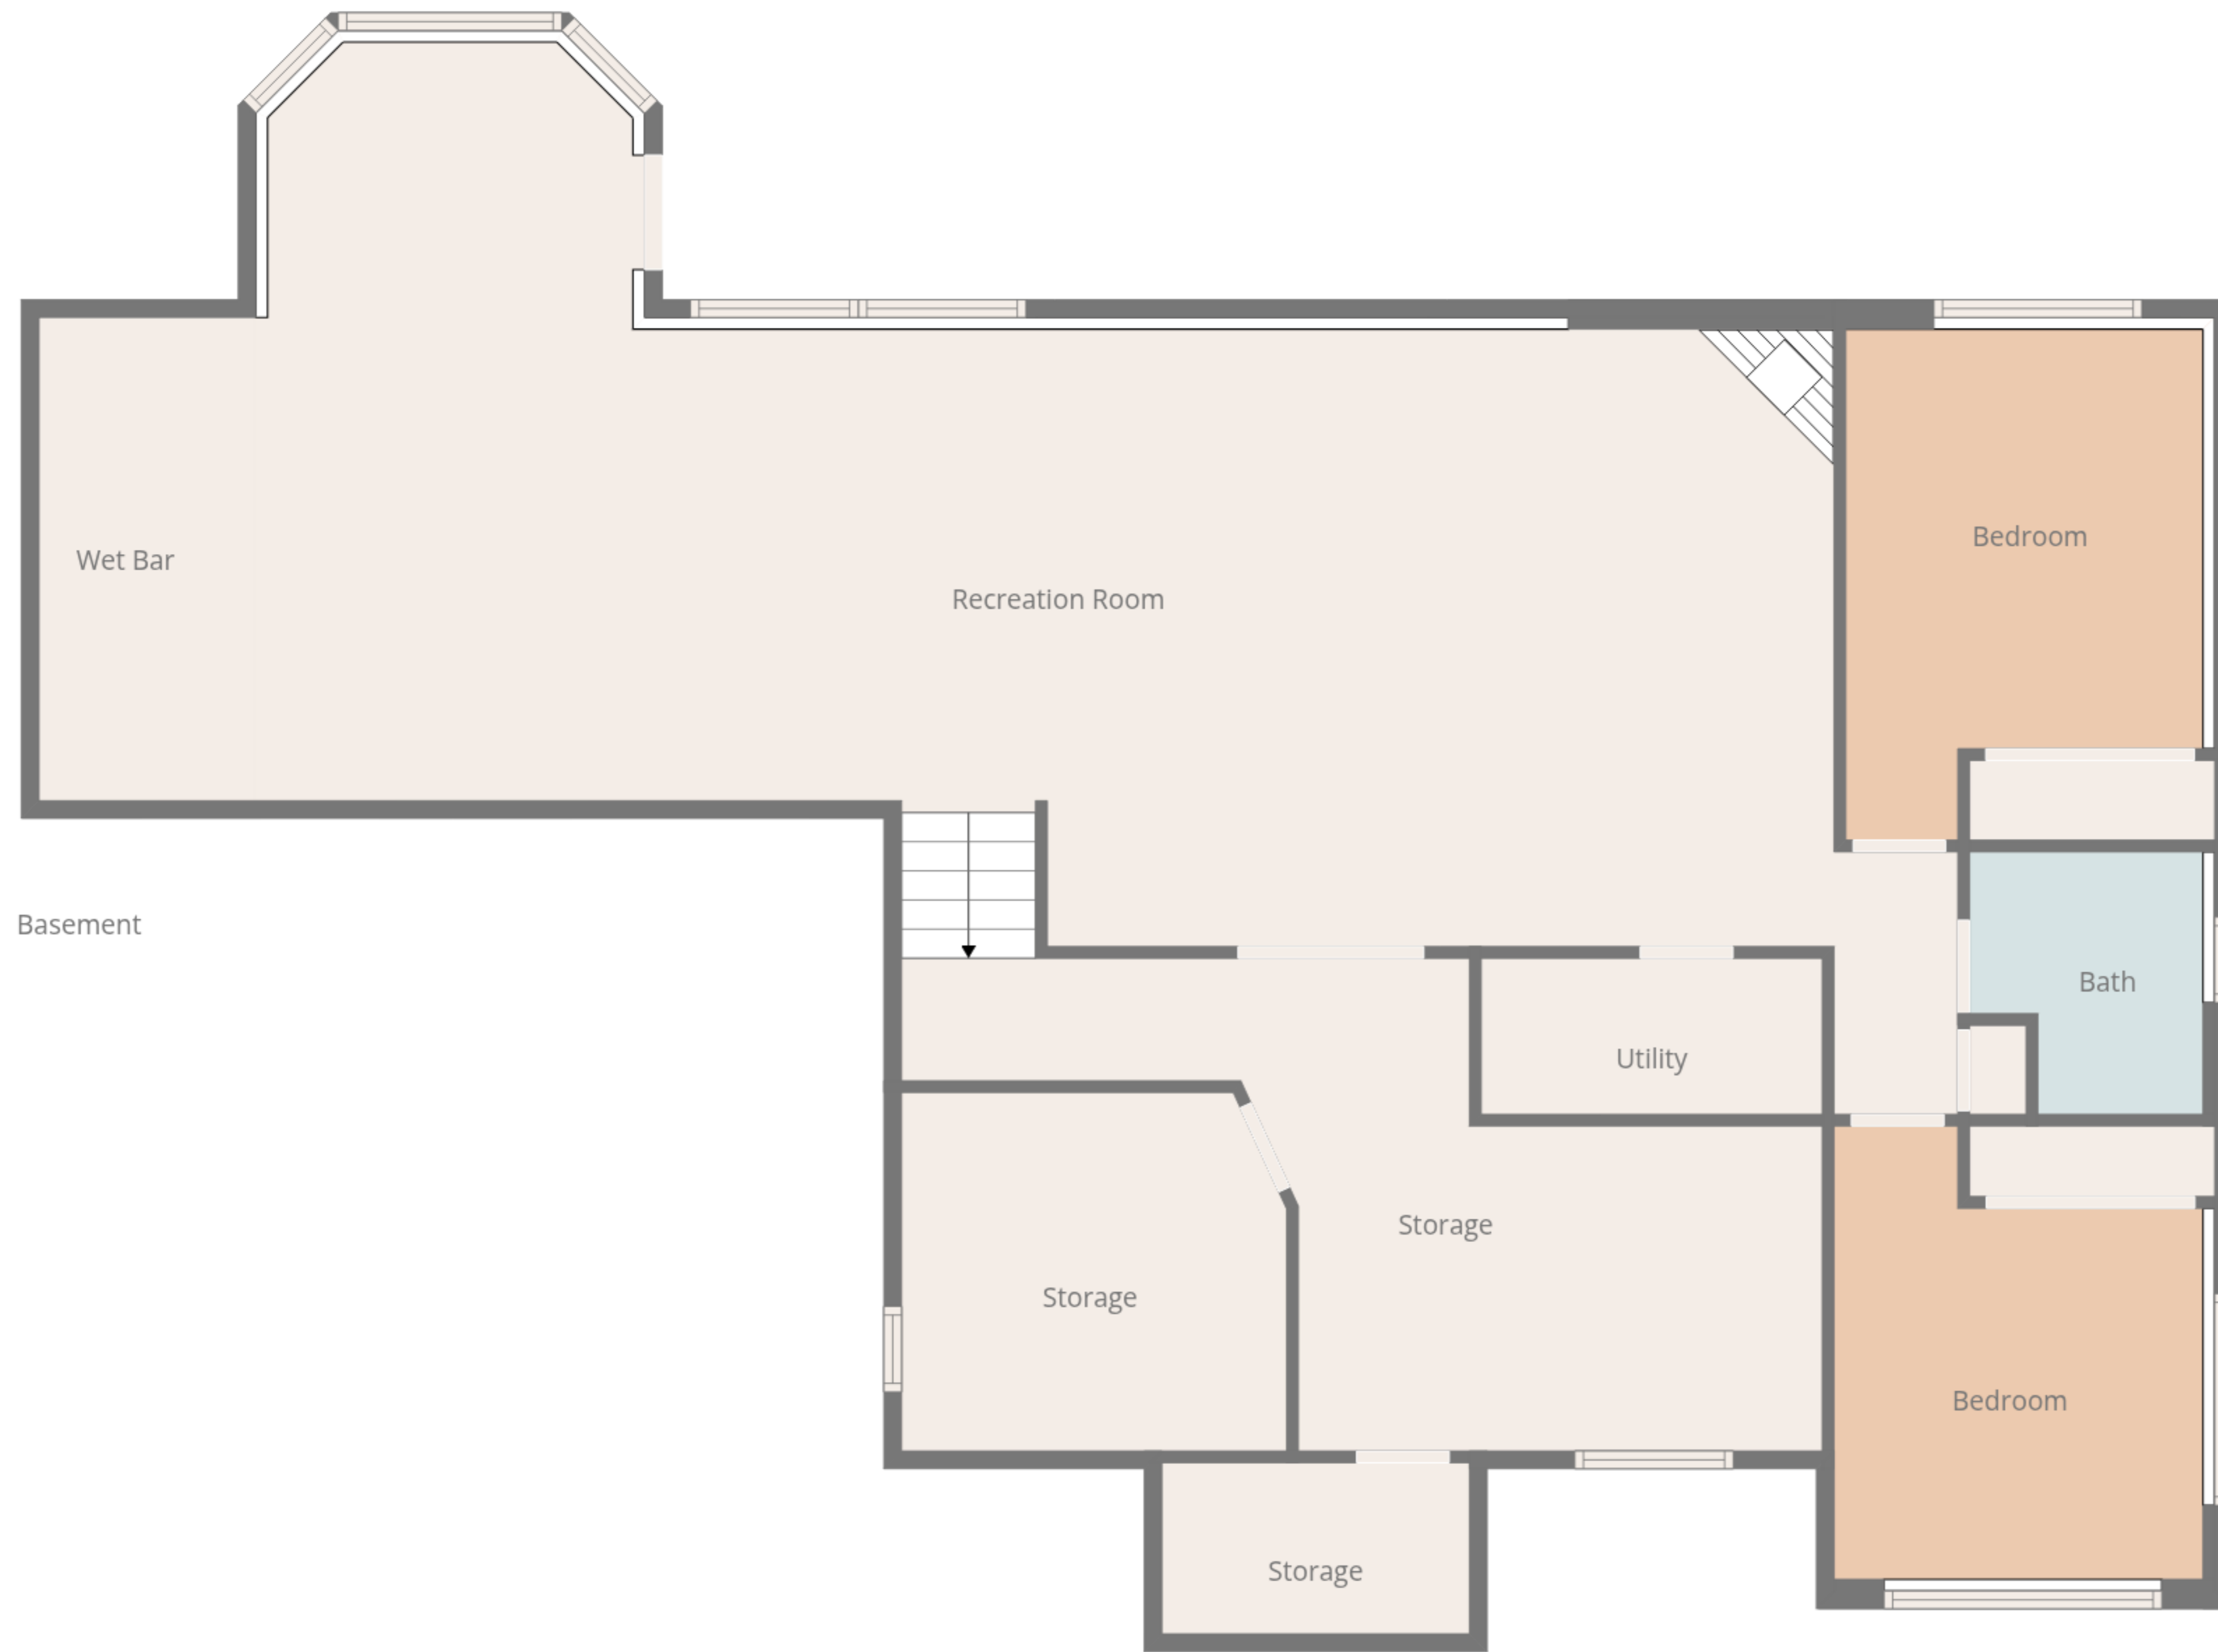 Bedroom
Wet Bar
Recreation Room
Basement
Bath
Utility
Storage
Storage
Bedroom
Storage